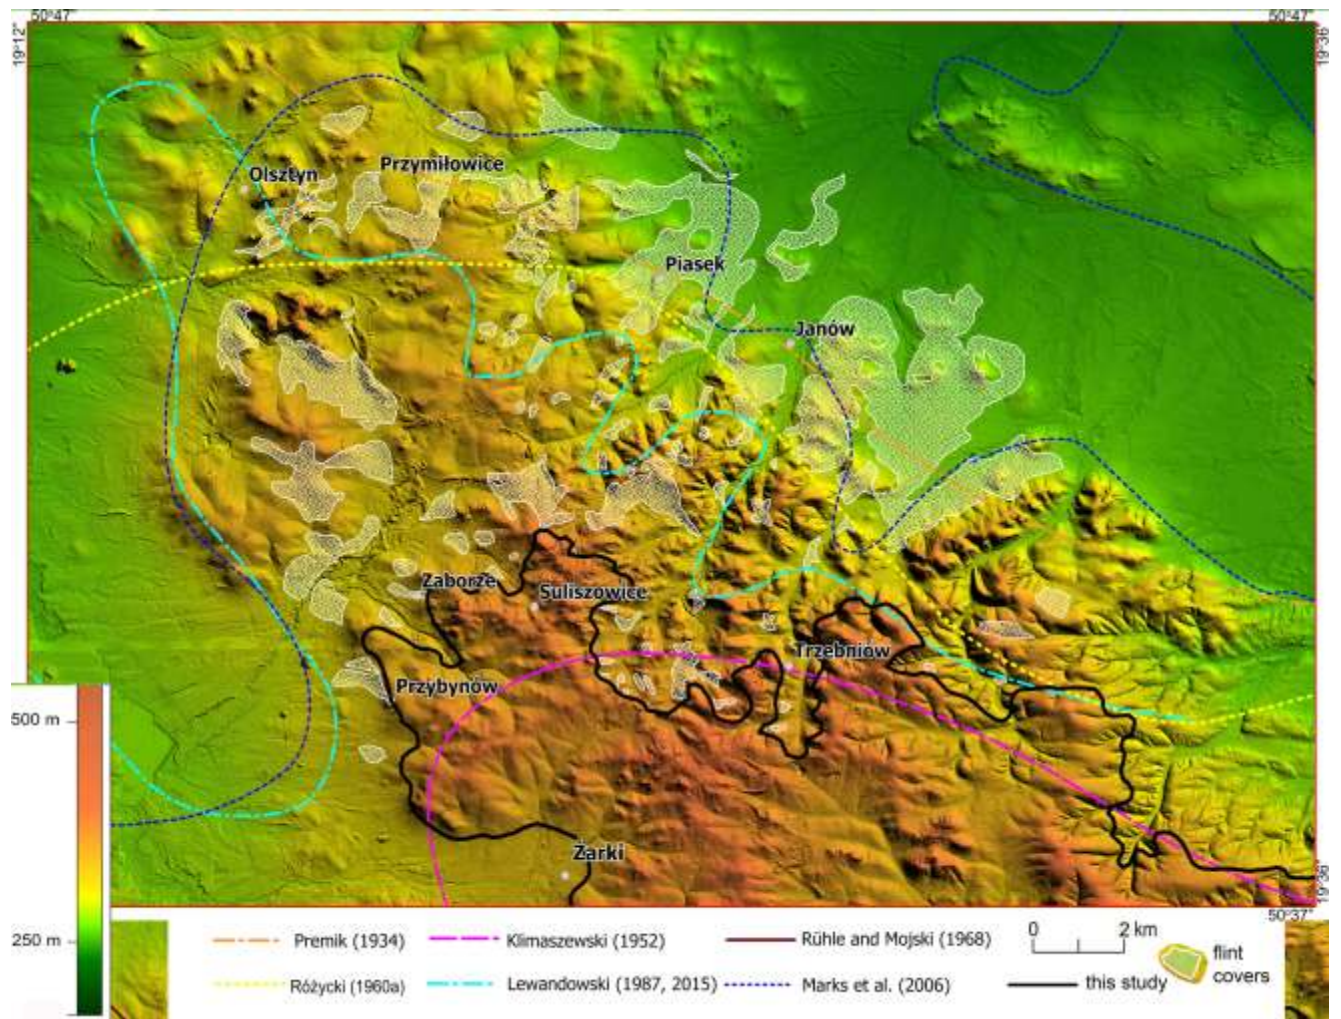 50°47"
50°47"
19°12"
19°36"
Olsztyn
Przymiłowice
Piasek
Janów
Zaborze
Suliszowice
Trzebniów
Przybynów
Żarki
500 m
250 m
19°36"
50°37"
Premik (1934)
Klimaszewski (1952)
Rühle and Mojski (1968)
0 2 km
flint
covers
Różycki (1960a)
Lewandowski (1987, 2015)
Marks et al. (2006)
this study